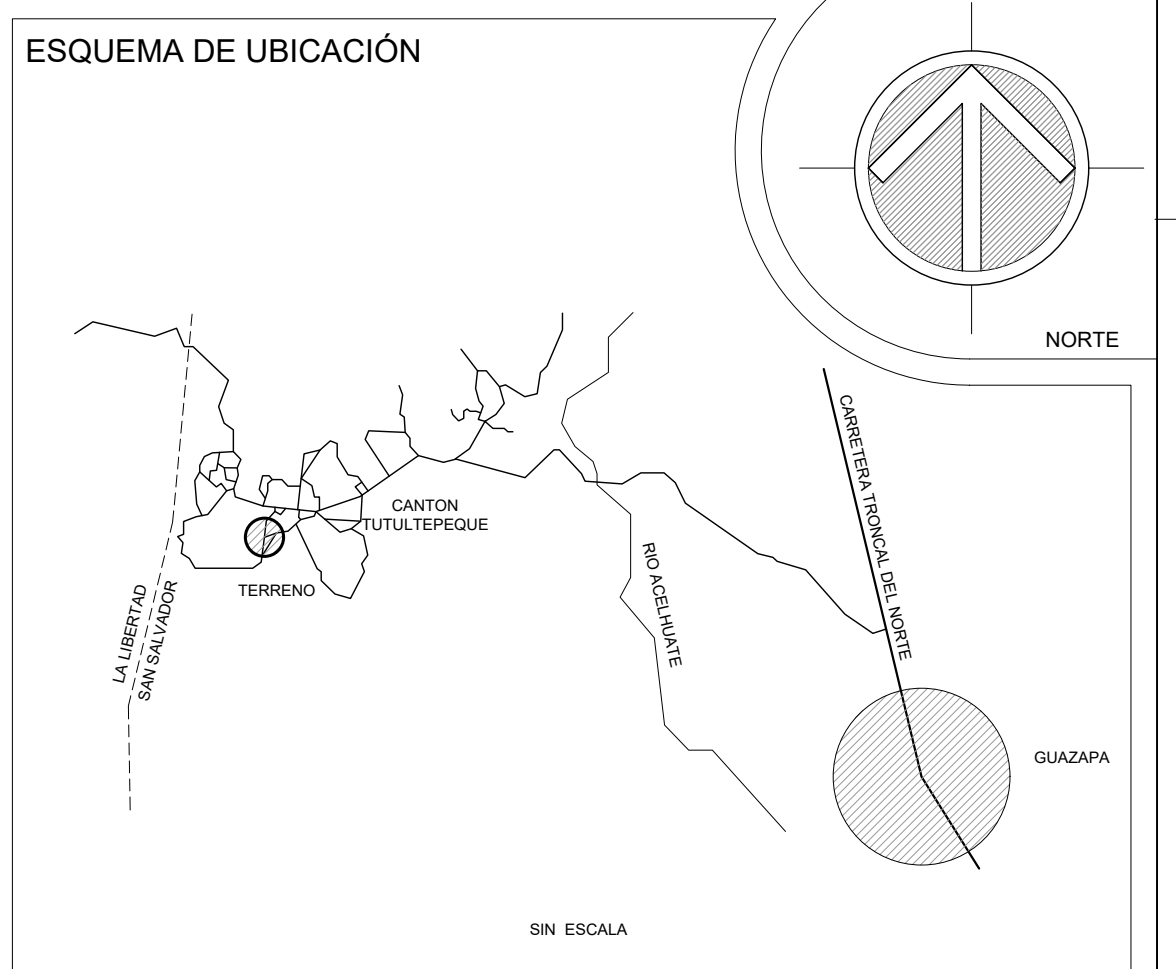 ESQUEMA DE UBICACIÓN
NORTE
CARRETERA TRONCAL DEL NORTE
CANTON
TUTULTEPEQUE
RIO ACELHUATE
TERRENO
LA LIBERTAD
SAN SALVADOR
GUAZAPA
SIN ESCALA